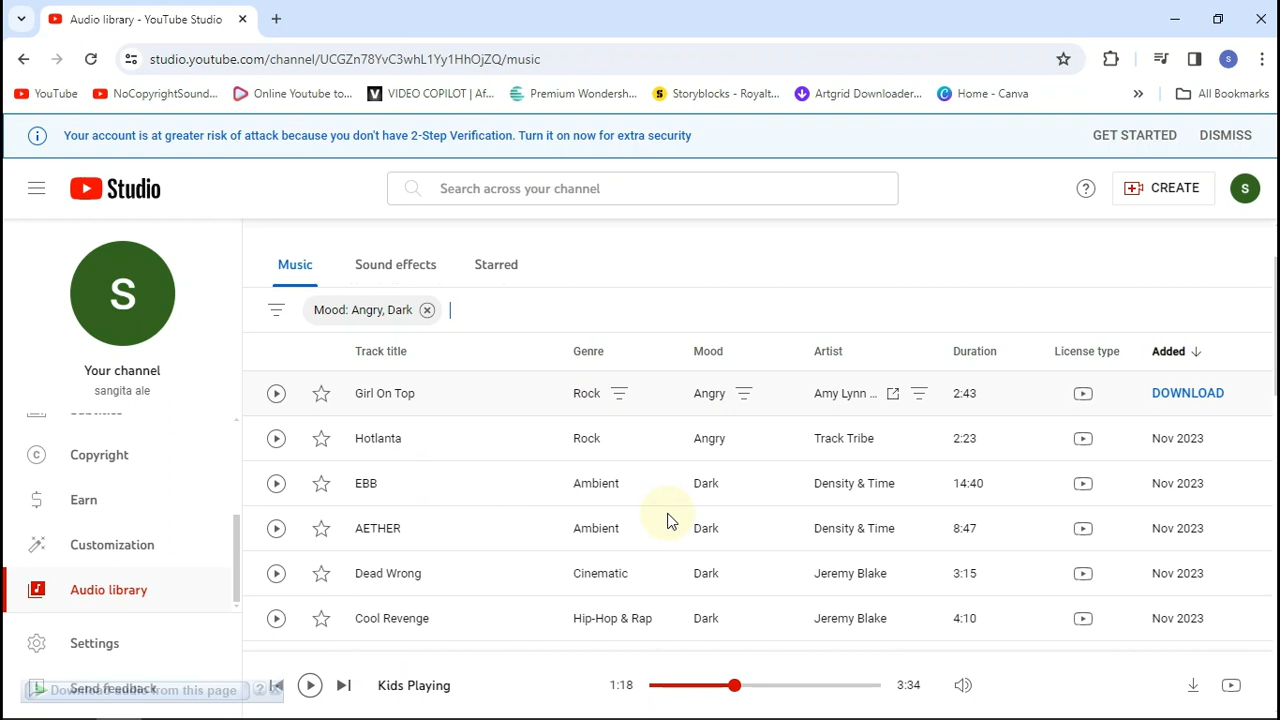 Audio library - YouTube Studio
studio.youtube.com/channel/UCGZn78YvC3whL1Yy1HhOjZQ/music
S
YouTube NoCopyrightSound... Online Youtube to... VIDEO COPILOT | Af... Premium Wondersh... Storyblocks - Royalt... Artgrid Downloader... Home - Canva » All Bookmarks
Your account is at greater risk of attack because you don't have 2-Step Verification. Turn it on now for extra security GET STARTED DISMISS
Studio Search across your channel CREATE S
S
Your channel
sangita ale
Subtitles
Copyright
Earn
Customization
Audio library
Settings
Send feedback
Download audio from this page ?
Music Sound effects Starred
Mood: Angry, Dark
Track title Genre Mood Artist Duration License type Added
Girl On Top Rock Angry Amy Lynn ... 2:43 DOWNLOAD
Hotlanta Rock Angry Track Tribe 2:23 Nov 2023
EBB Ambient Dark Density & Time 14:40 Nov 2023
AETHER Ambient Dark Density & Time 8:47 Nov 2023
Dead Wrong Cinematic Dark Jeremy Blake 3:15 Nov 2023
Cool Revenge Hip-Hop & Rap Dark Jeremy Blake 4:10 Nov 2023
Kids Playing 1:18 3:34